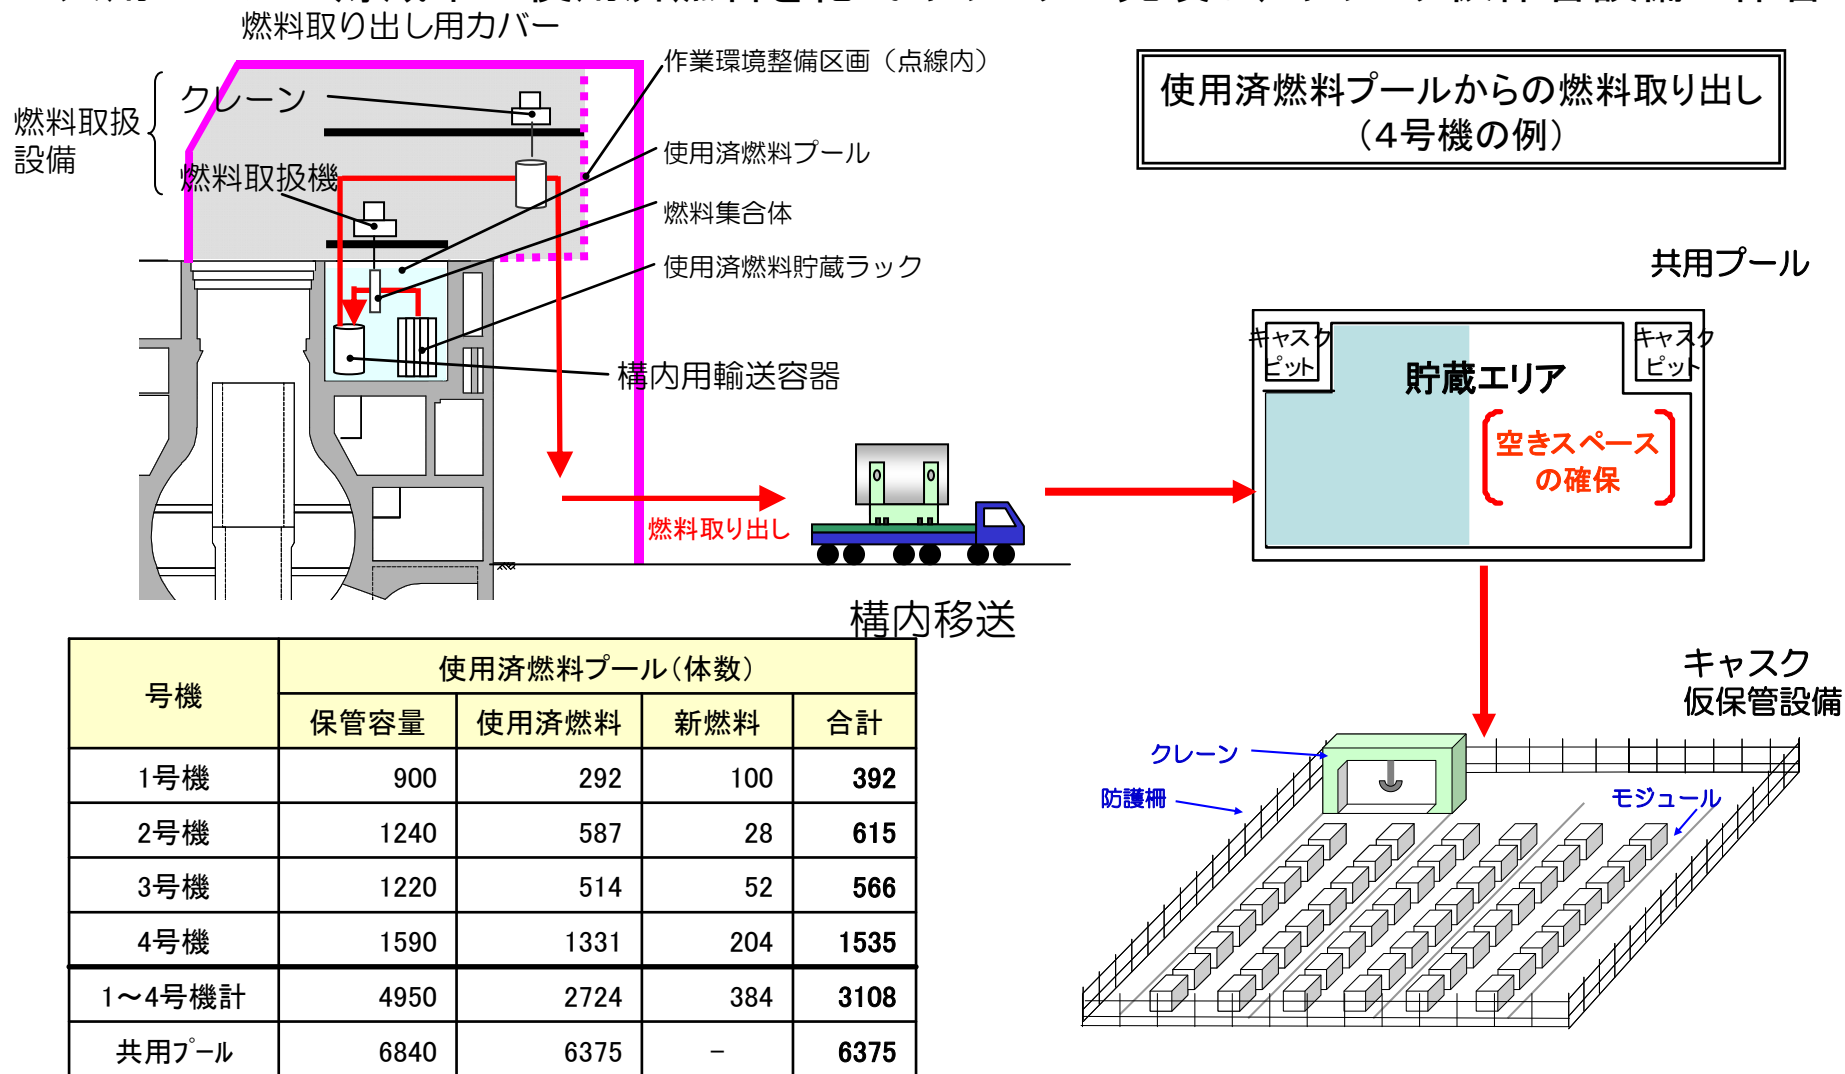 燃料取り出し用カバー
作業環境整備区画（点線内）
クレーン
燃料取扱
設備
燃料取扱機
使用済燃料プール
燃料集合体
使用済燃料貯蔵ラック
構内用輸送容器
燃料取り出し
構内移送
使用済燃料プールからの燃料取り出し
（4号機の例）
共用プール
キャスク
ピット
キャスク
ピット
貯蔵エリア
空きスペース
の確保
キャスク
仮保管設備
クレーン
防護柵
モジュール
号機 使用済燃料プール（体数）
保管容量 使用済燃料 新燃料 合計
1号機 900 292 100 392
2号機 1240 587 28 615
3号機 1220 514 52 566
4号機 1590 1331 204 1535
1～4号機計 4950 2724 384 3108
共用プール 6840 6375 － 6375